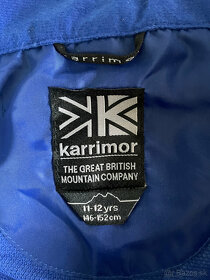 karrimor
karrimor
THE GREAT BRITISH
MOUNTAIN COMPANY
11-12 yrs
146-152cm